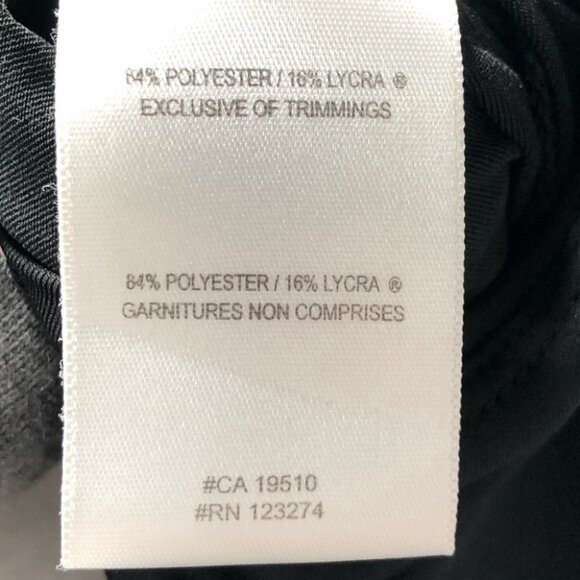 84% POLYESTER / 16% LYCRA ®
EXCLUSIVE OF TRIMMINGS
84% POLYESTER / 16% LYCRA ®
GARNITURES NON COMPRISES
#CA 19510
#RN 123274